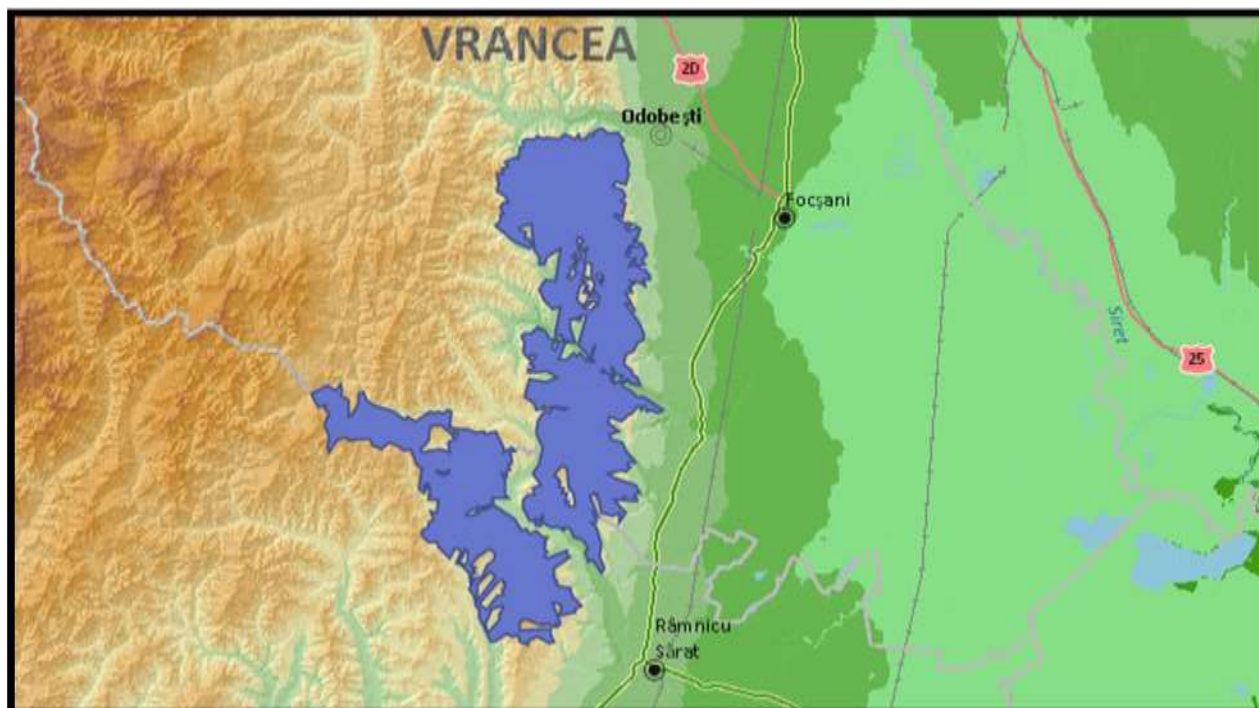 VRANCEA
2D
Odobești
Focșani
Siret
25
Râmnicu
Sărat